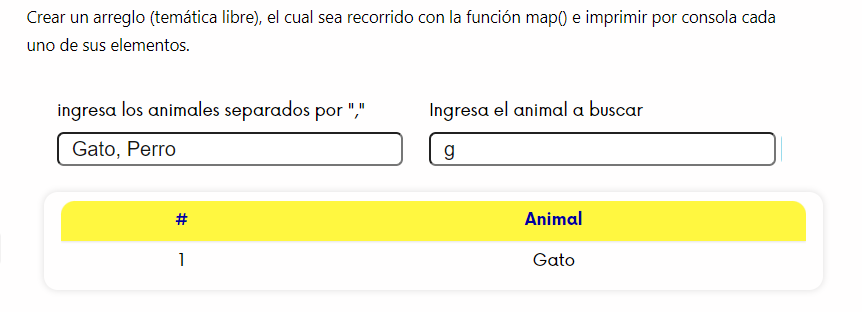 Crear un arreglo (temática libre), el cual sea recorrido con la función map() e imprimir por consola cada
uno de sus elementos.
ingresa los animales separados por ","
Ingresa el animal a buscar
Gato, Perro
g
# Animal
1 Gato